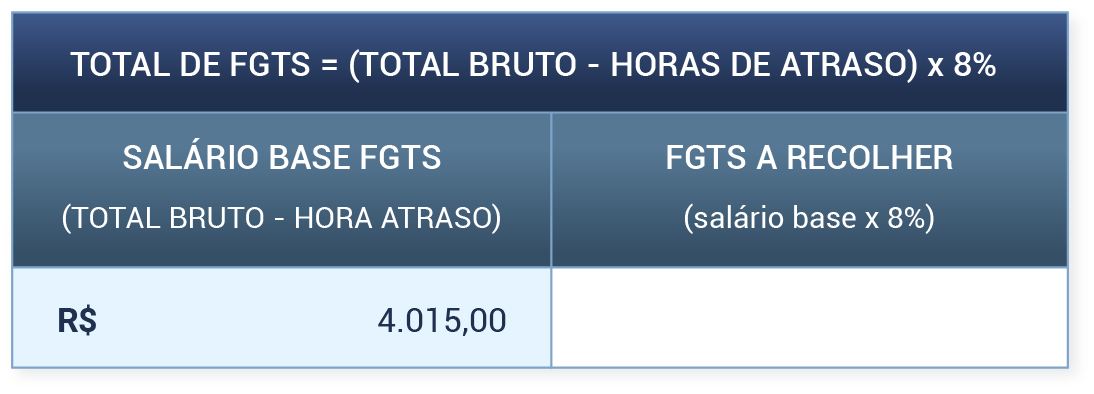 TOTAL DE FGTS = (TOTAL BRUTO - HORAS DE ATRASO) x 8%
SALÁRIO BASE FGTS
(TOTAL BRUTO - HORA ATRASO)
FGTS A RECOLHER
(salário base x 8%)
R$ 4.015,00